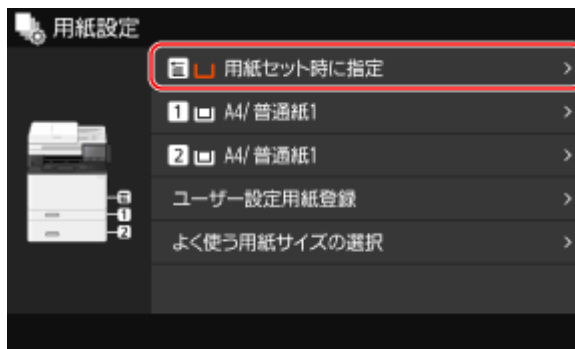 用紙設定
用紙セット時に指定 >
1 A4/普通紙1 >
2 A4/普通紙1 >
ユーザー設定用紙登録 >
よく使う用紙サイズの選択 >
1
2